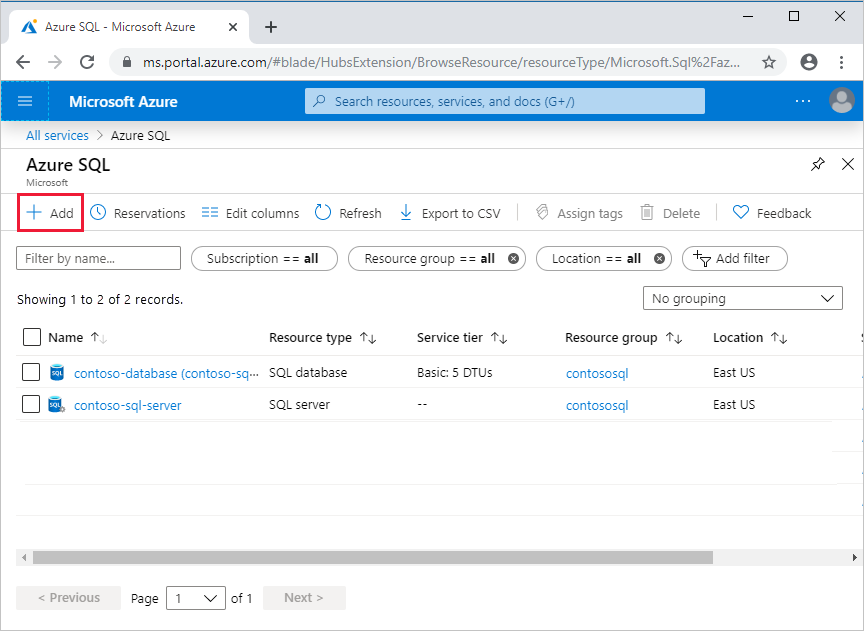 Azure SQL - Microsoft Azure
ms.portal.azure.com/#blade/HubsExtension/BrowseResource/resourceType/Microsoft.Sql%2Faz...
Microsoft Azure Search resources, services, and docs (G+/)
All services > Azure SQL
Azure SQL
Microsoft
Add Reservations Edit columns Refresh Export to CSV Assign tags Delete Feedback
Filter by name... Subscription == all Resource group == all Location == all Add filter
Showing 1 to 2 of 2 records. No grouping
Name Resource type Service tier Resource group Location
SQL contoso-database (contoso-sq... SQL database Basic: 5 DTUs contososql East US
SQL contoso-sql-server SQL server -- contososql East US
< Previous Page 1 of 1 Next >